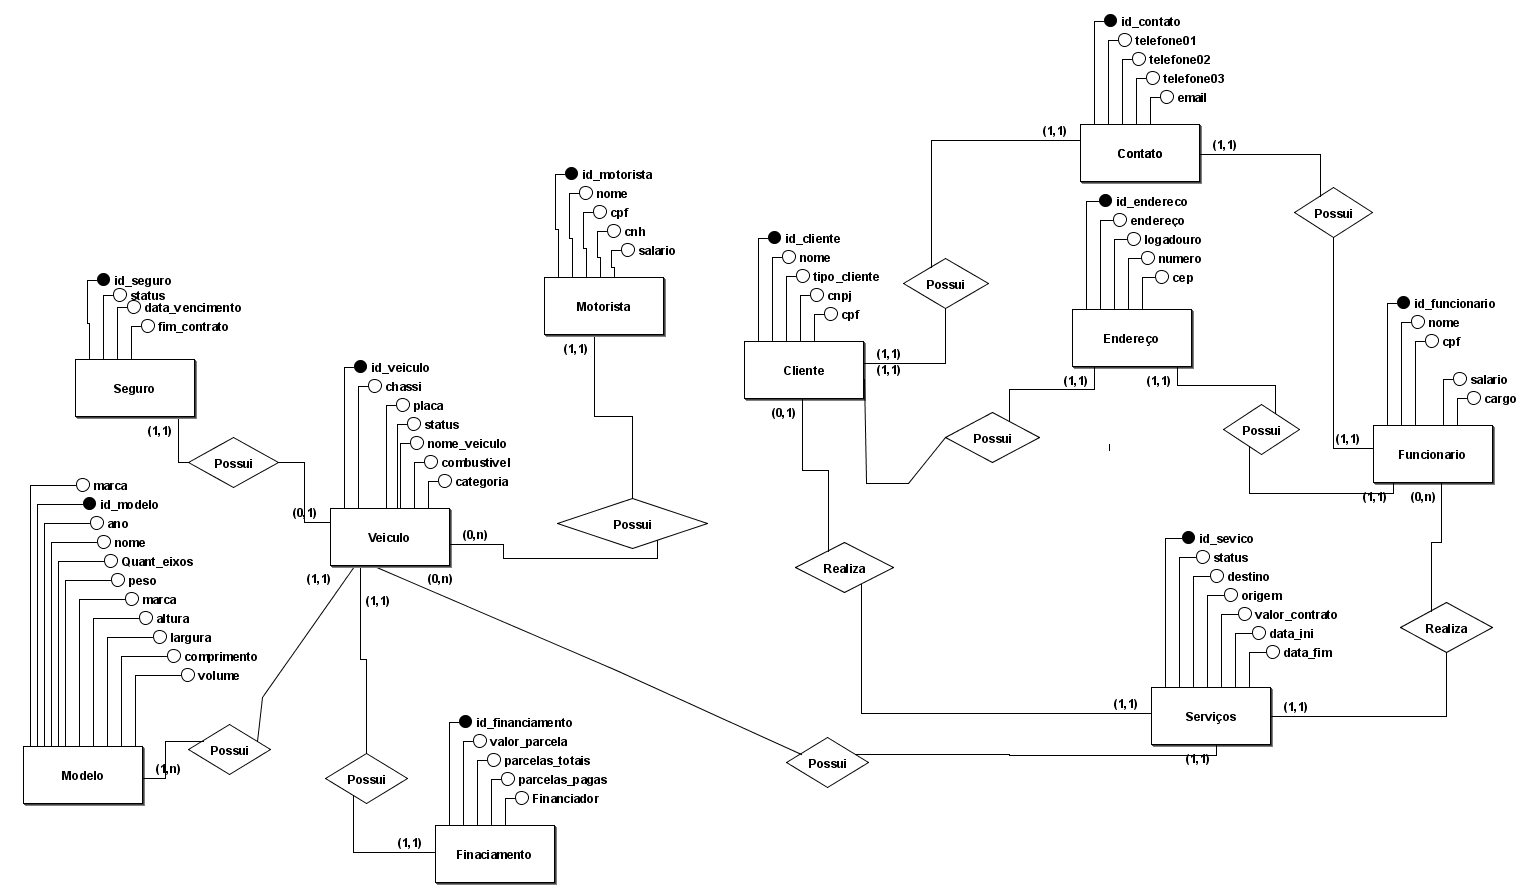 id_contato
telefone01
telefone02
telefone03
email
(1,1)
Contato
(1,1)
Possui
id_endereco
endereço
logadouro
numero
cep
Endereço
(1,1)
(1,1)
id_cliente
nome
tipo_cliente
cnpj
cpf
Cliente
(1,1)
(1,1)
(0,1)
Possui
Possui
Possui
id_funcionario
nome
cpf
salario
cargo
Funcionario
(1,1)
(1,1)
(0,n)
id_motorista
nome
cpf
cnh
salario
Motorista
(1,1)
Possui
id_seguro
status
data_vencimento
fim_contrato
Seguro
(1,1)
Possui
(0,1)
id_veiculo
chassi
placa
status
nome_veiculo
combustivel
categoria
Veiculo
(0,n)
(1,1)
(0,n)
(1,1)
marca
id_modelo
ano
nome
Quant_eixos
peso
marca
altura
largura
comprimento
volume
Modelo
(1,n)
Possui
Possui
id_financiamento
valor_parcela
parcelas_totais
parcelas_pagas
Financiador
Finaciamento
(1,1)
Realiza
id_sevico
status
destino
origem
valor_contrato
data_ini
data_fim
Serviços
(1,1)
(1,1)
(1,1)
Realiza
Possui